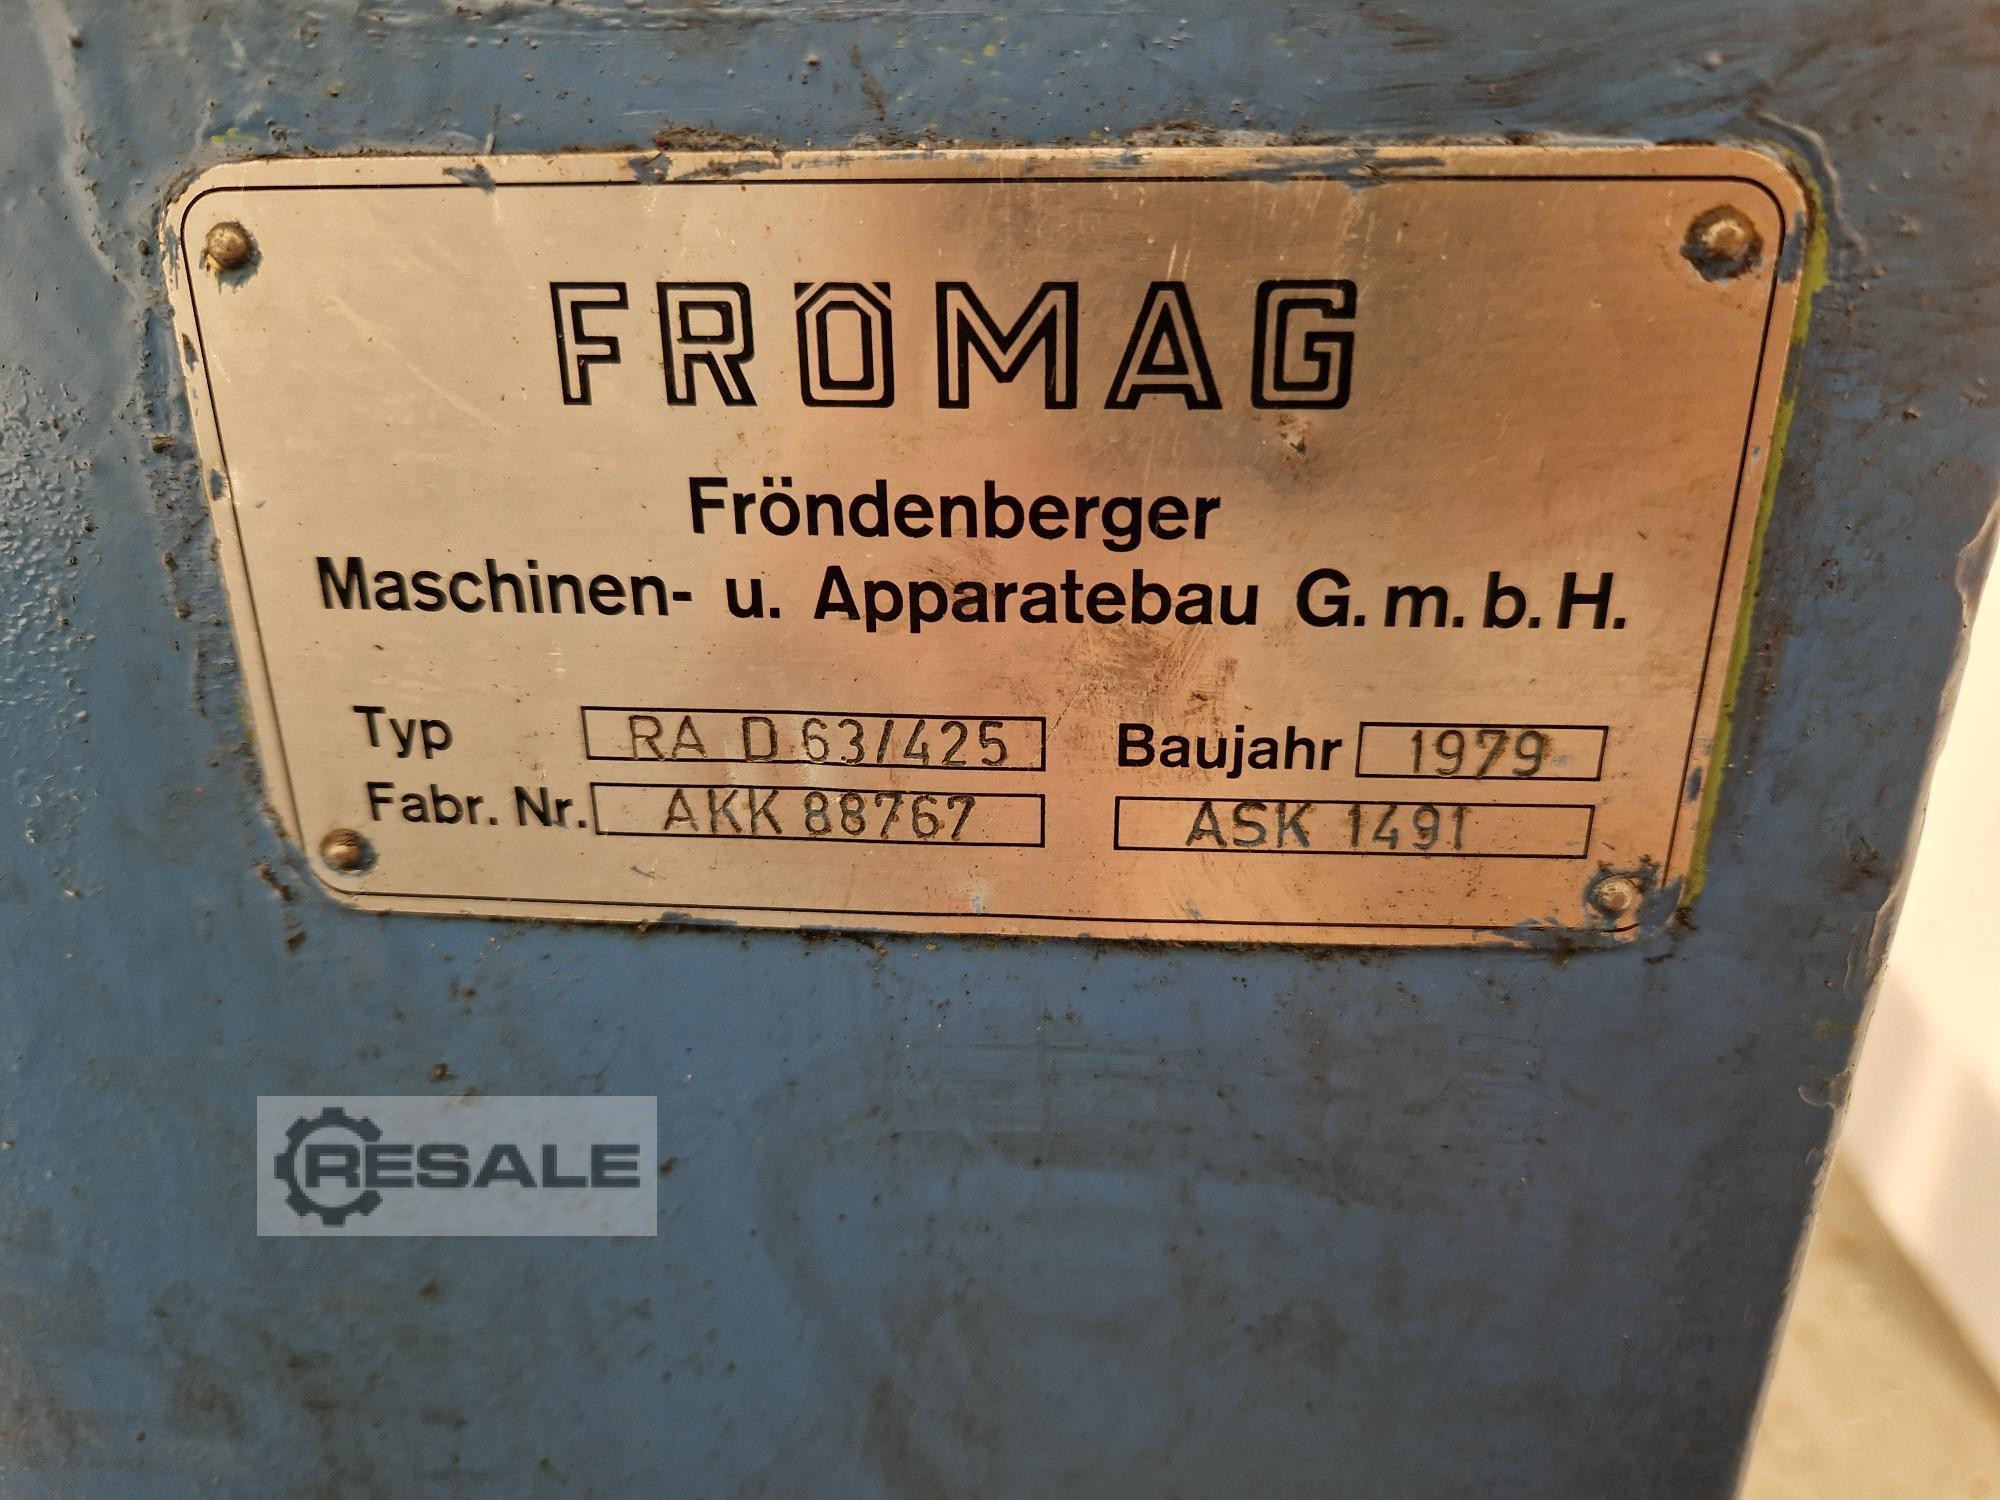 FRÖMAG
Fröndenberger
Maschinen- u. Apparatebau G.m.b.H.
Typ RA D 63/425 Baujahr 1979
Fabr. Nr. AKK 88767 ASK 1491
RESALE